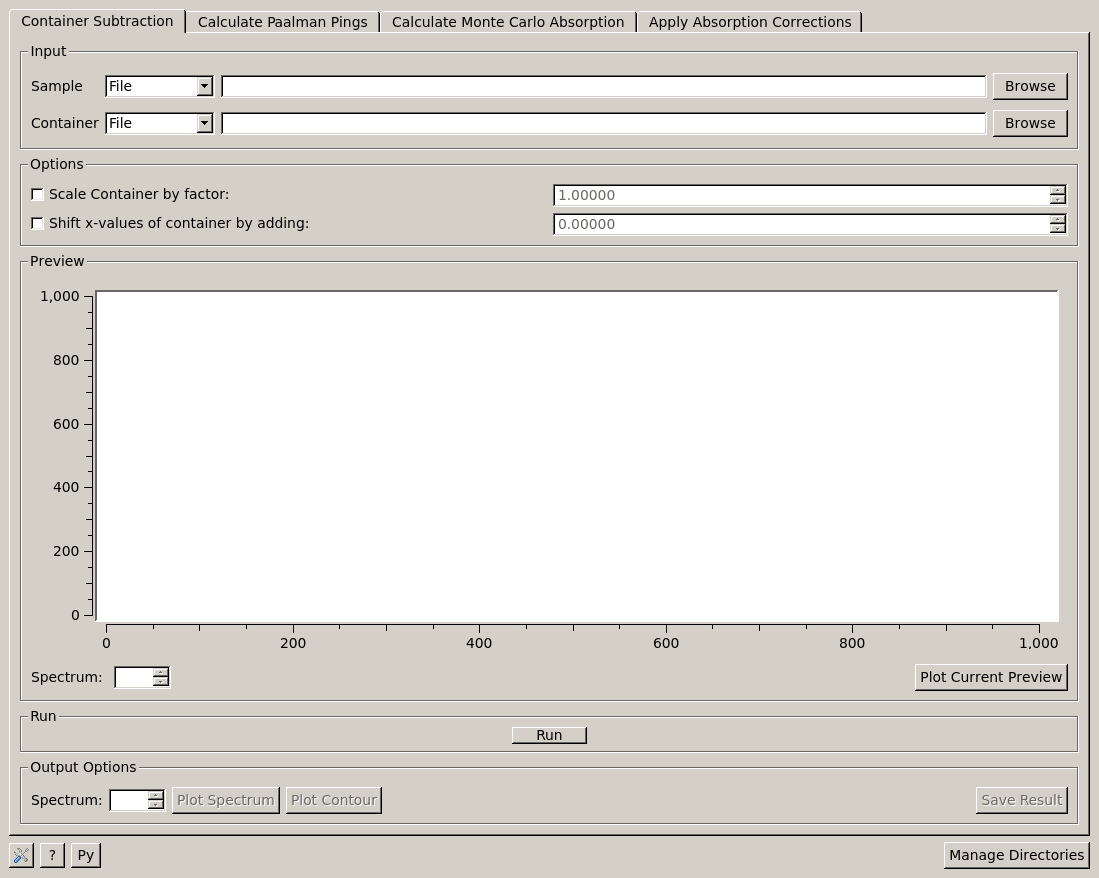 Container Subtraction Calculate Paalman Pings Calculate Monte Carlo Absorption Apply Absorption Corrections
Input
Sample File Browse
Container File Browse
Options
Scale Container by factor: 1.00000
Shift x-values of container by adding: 0.00000
Preview
1,000
800
600
400
200
0
0 200 400 600 800 1,000
Spectrum: Plot Current Preview
Run
Run
Output Options
Spectrum: Plot Spectrum Plot Contour Save Result
? Py Manage Directories